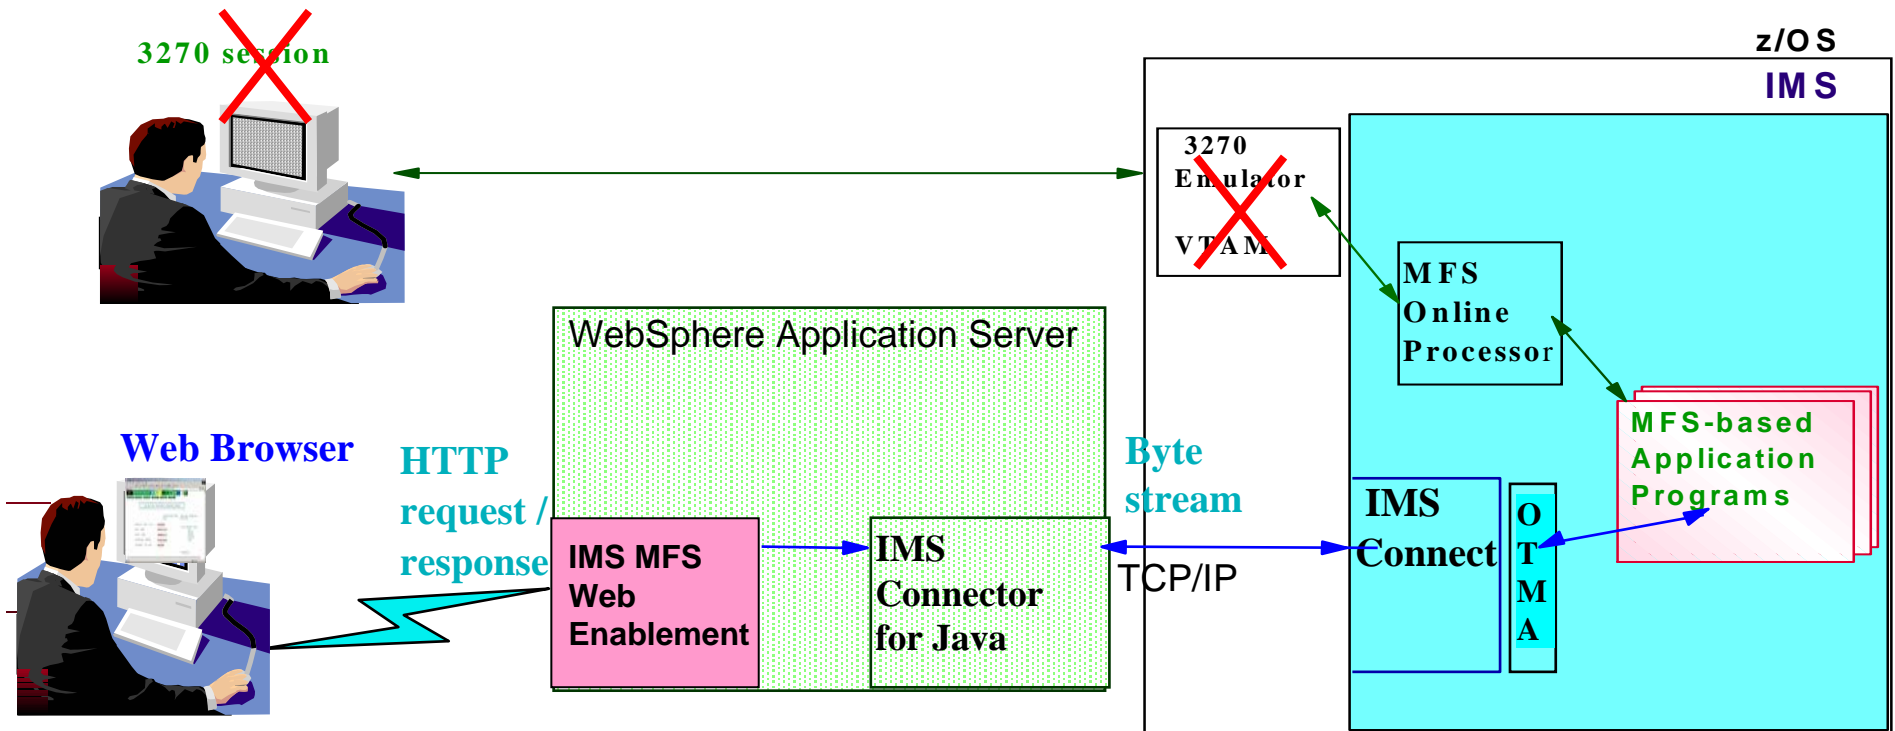 3270 session
z/OS
IMS
3270
Emulator
VTAM
MFS
Online
Processor
WebSphere Application Server
MFS-based
Application
Programs
Web Browser
HTTP
request /
response
Byte
stream
TCP/IP
IMS MFS
Web
Enablement
IMS
Connector
for Java
IMS
Connect
O
T
M
A